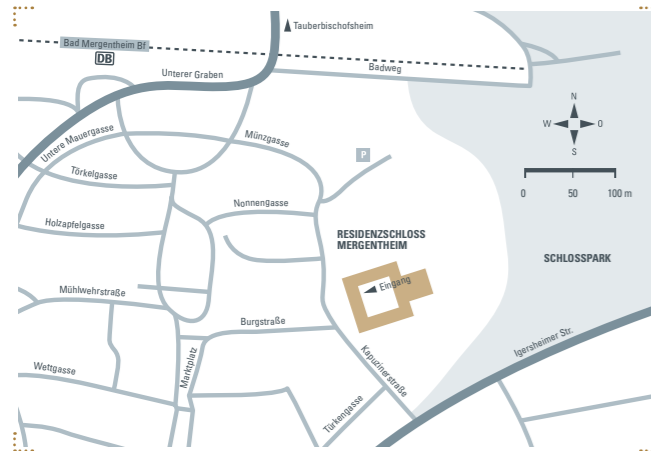 Tauberbischofsheim
Bad Mergentheim Bf
DB
Unterer Graben
Badweg
N
W
O
S
Untere Mauergasse
Münzgasse
P
Törkelgasse
0 50 100 m
Nonnengasse
Holzapfelgasse
RESIDENZSCHLOSS
MERGENTHEIM
SCHLOSSPARK
Eingang
Mühlwehrstraße
Burgstraße
Igersheimer Str.
Marktplatz
Kapuzinerstraße
Wettgasse
Türkengasse